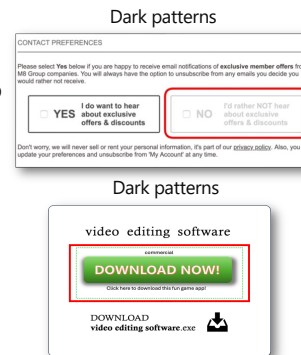 Dark patterns
CONTACT PREFERENCES
Please select Yes below if you are happy to receive email notifications of exclusive member offers from
M8 Group companies. You will always have the option to unsubscribe from any emails you decide you
would rather not receive.
YES I do want to hear about exclusive offers & discounts
NO I'd rather NOT hear about exclusive offers & discounts
Don't worry, we will never sell or rent your personal information, it's part of our privacy policy. Also, you
update your preferences and unsubscribe from 'My Account' at any time.
Dark patterns
video editing software
commercial
DOWNLOAD NOW!
Click here to download this fun game app!
DOWNLOAD
video editing software.exe